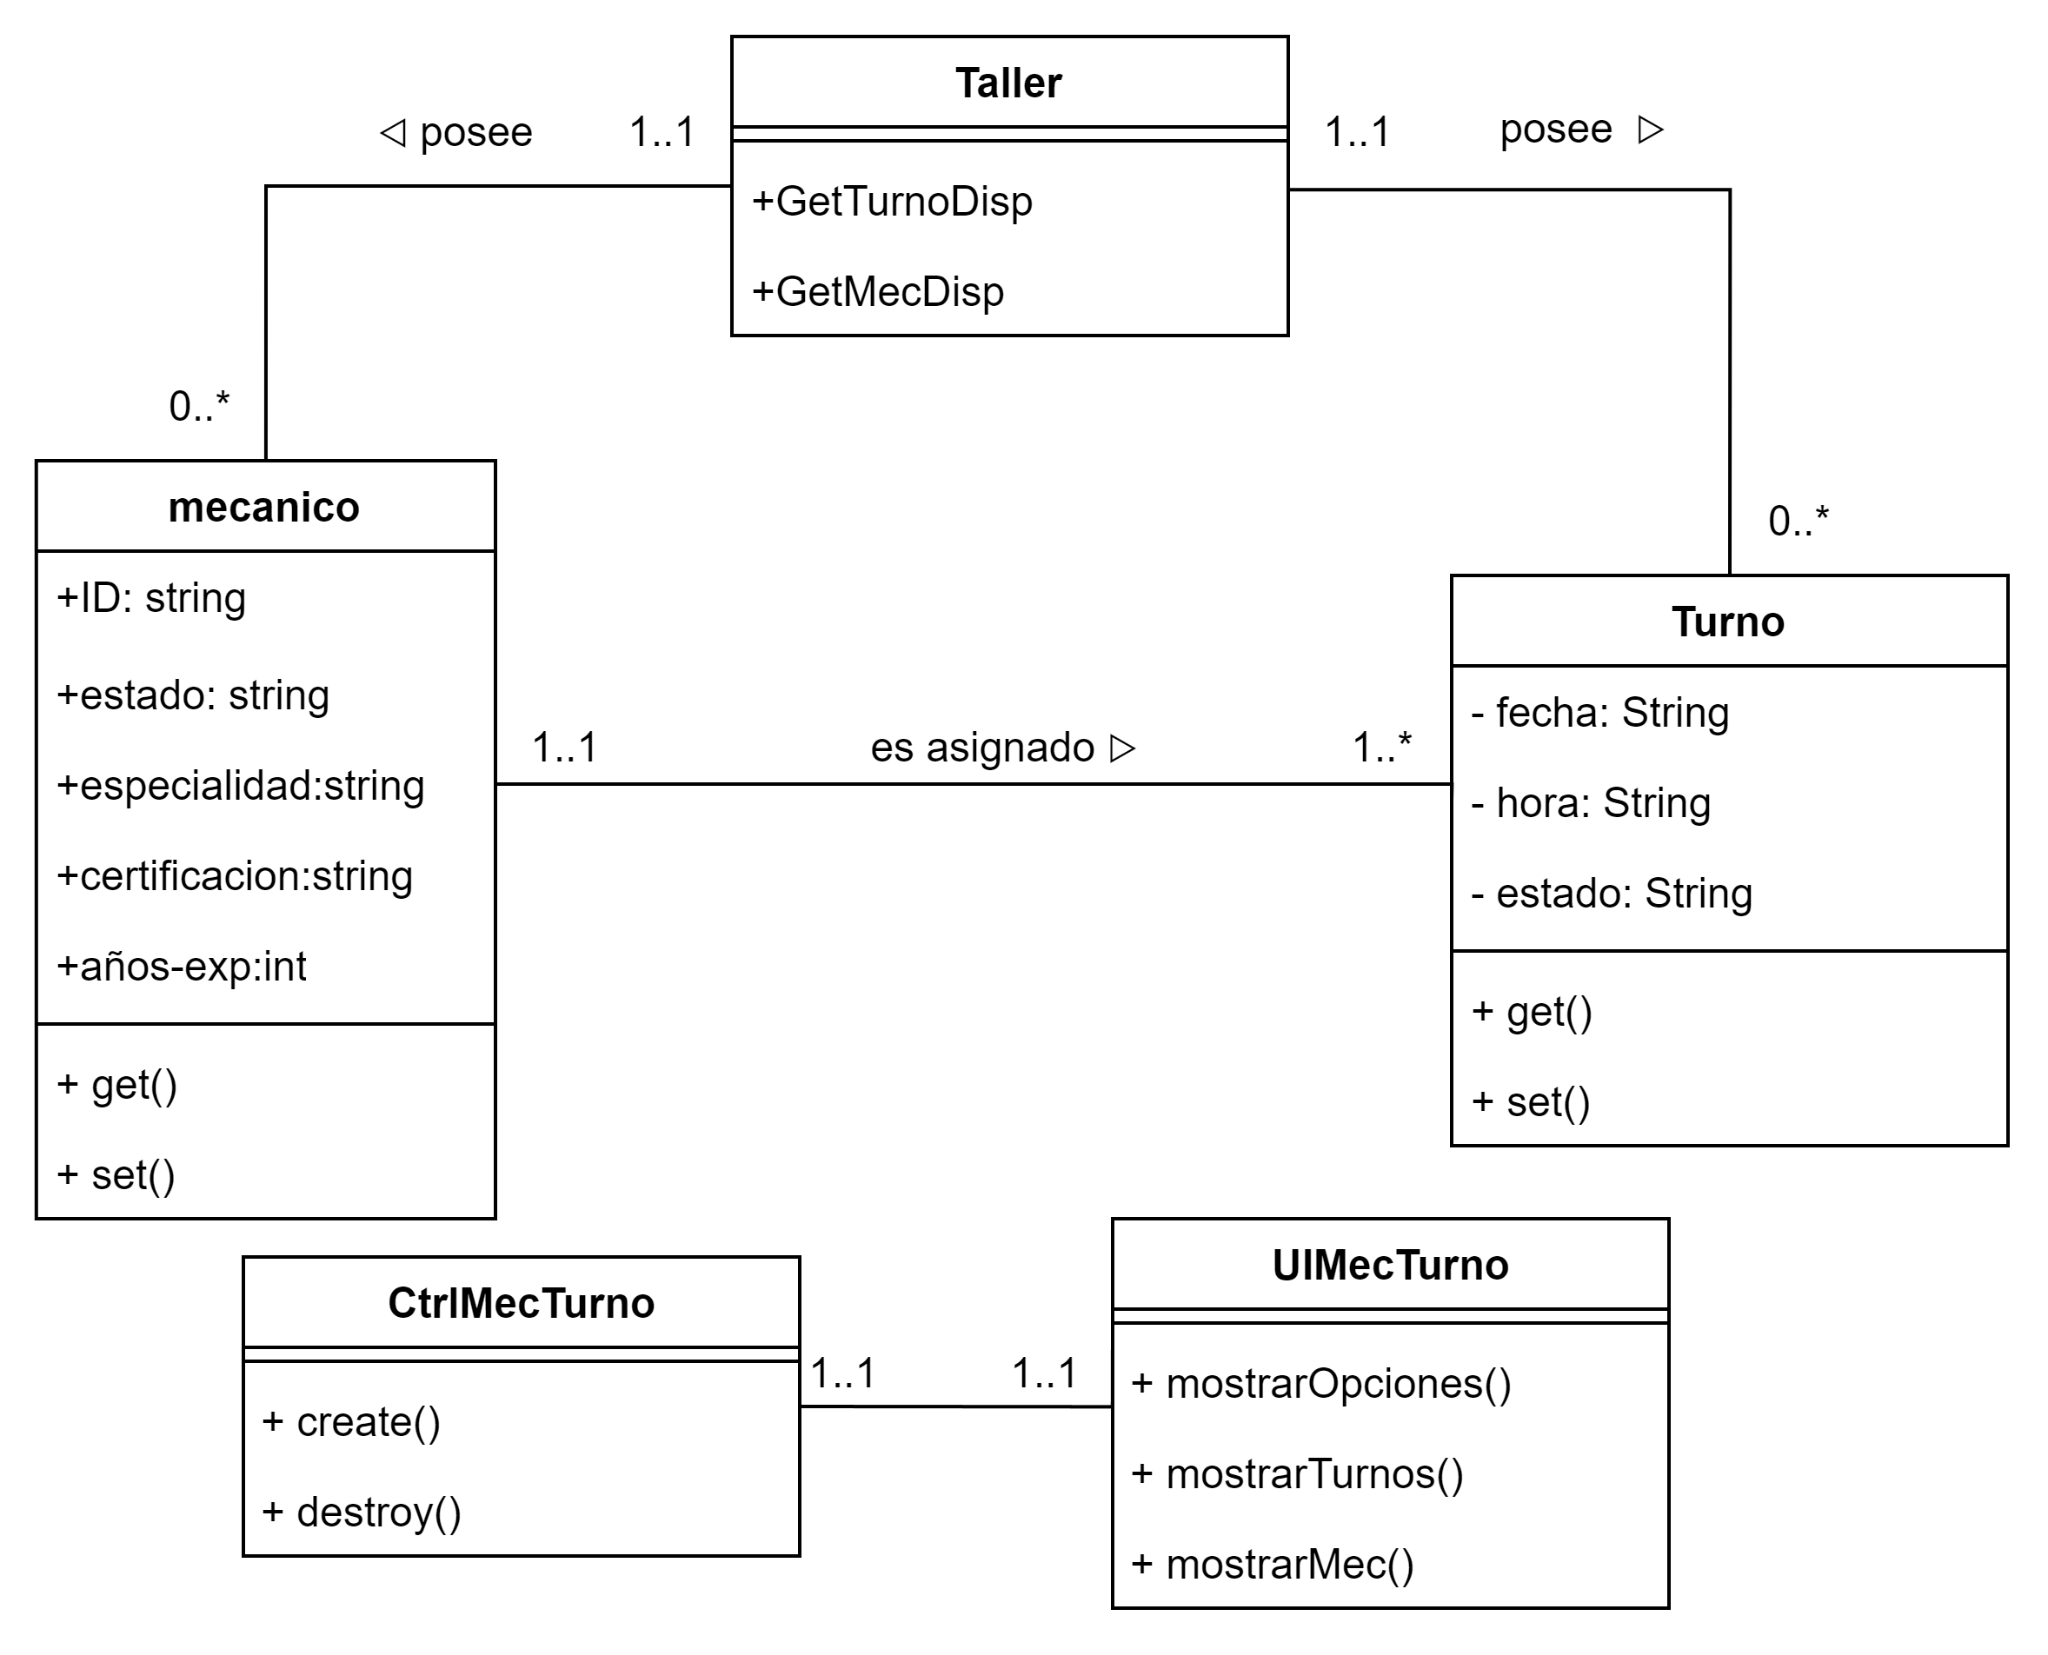 Taller
◁ posee
1..1
1..1
posee ▷
+GetTurnoDisp
+GetMecDisp
0..*
0..*
mecanico
+ID: string
+estado: string
+especialidad:string
+certificacion:string
+años-exp:int
+ get()
+ set()
1..1
es asignado ▷
1..*
Turno
- fecha: String
- hora: String
- estado: String
+ get()
+ set()
CtrlMecTurno
+ create()
+ destroy()
1..1
1..1
UIMecTurno
+ mostrarOpciones()
+ mostrarTurnos()
+ mostrarMec()